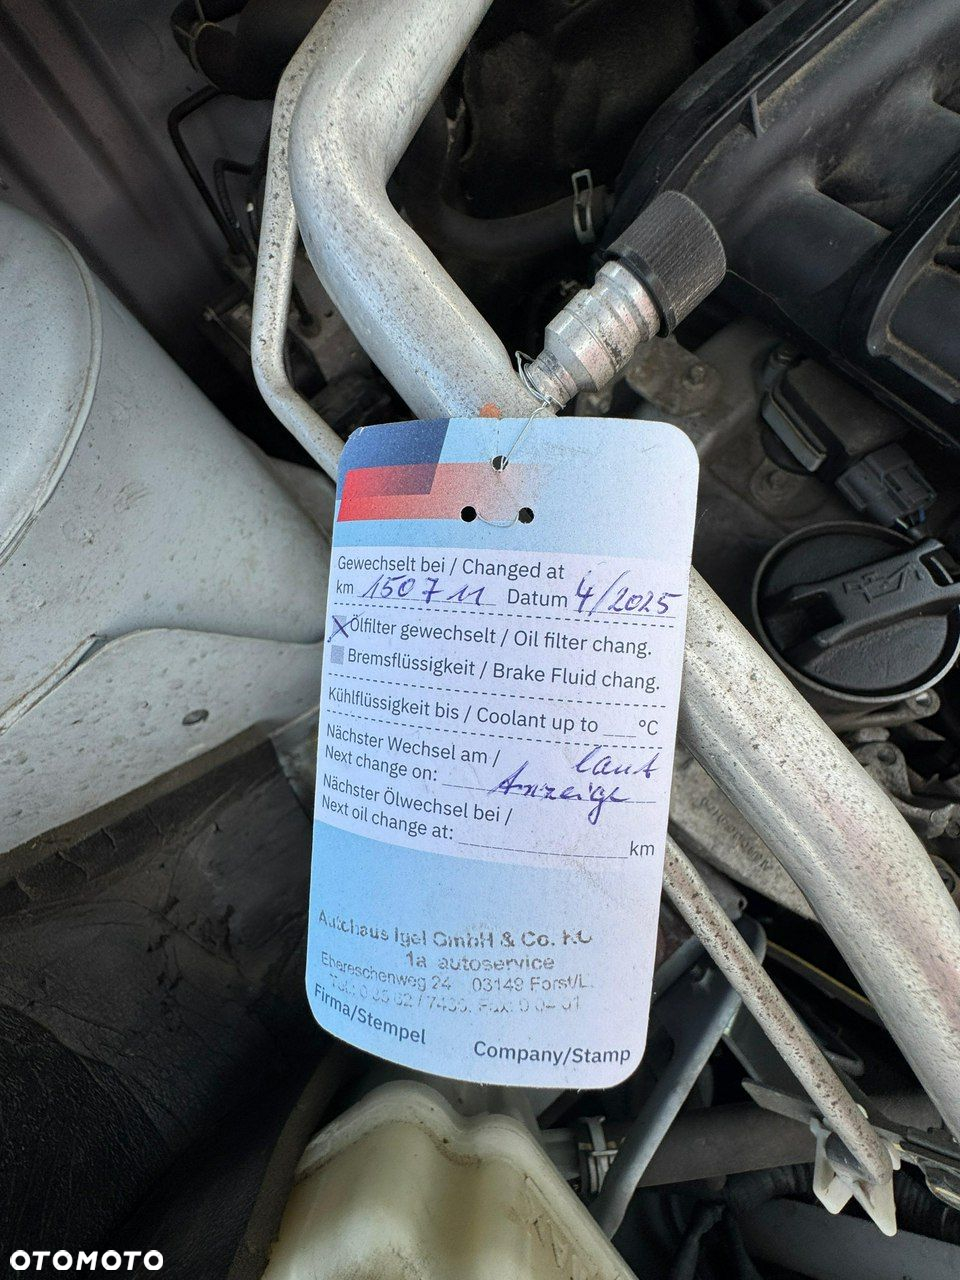 Gewechselt bei / Changed at
km 150711 Datum 4/2025
X Ölfilter gewechselt / Oil filter chang.
Bremsflüssigkeit / Brake Fluid chang.
Kühlflüssigkeit bis / Coolant up to ___ °C
Nächster Wechsel am / laut
Next change on: Anzeige
Nächster Ölwechsel bei /
Next oil change at: ___ km
Autohaus Igel GmbH & Co. KG
1a autoservice
Ebereschenweg 24 03149 Forst/L.
Firma/Stempel
Company/Stamp
OTOMOTO